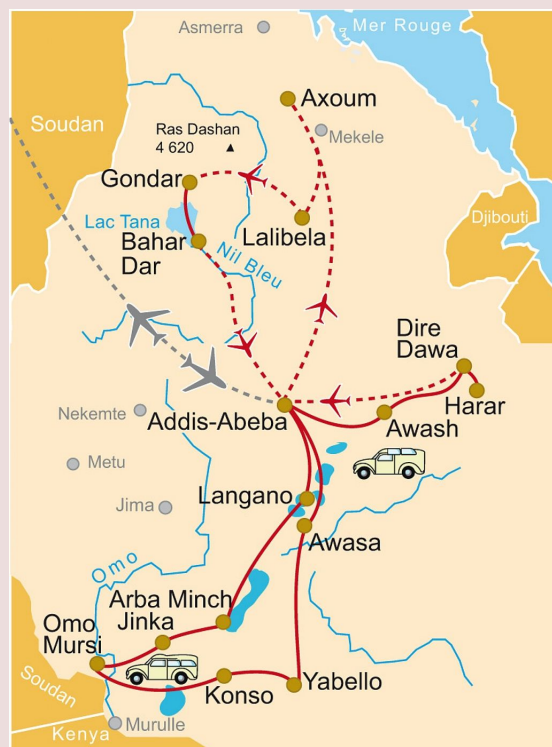 Asmerra
Mer Rouge
Soudan
Axoum
Ras Dashan
4 620
Mekele
Gondar
Lac Tana
Lalibela
Djibouti
Bahar
Dar
Nil Bleu
Dire
Dawa
Nekemte
Addis-Abeba
Harar
Awash
Metu
Jima
Langano
Awasa
Omo
Arba Minch
Jinka
Omo
Mursi
Soudan
Konso
Yabello
Kenya
Murulle